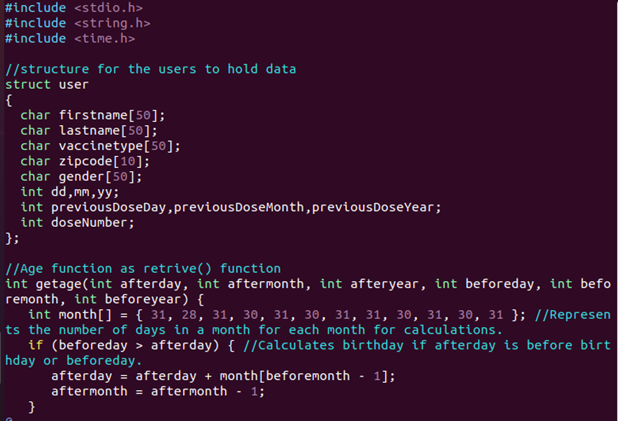 #include <stdio.h>
#include <string.h>
#include <time.h>

//structure for the users to hold data
struct user
{
  char firstname[50];
  char lastname[50];
  char vaccinetype[50];
  char zipcode[10];
  char gender[50];
  int dd,mm,yy;
  int previousDoseDay,previousDoseMonth,previousDoseYear;
  int doseNumber;
};

//Age function as retrive() function
int getage(int afterday, int aftermonth, int afteryear, int beforeday, int befo
remonth, int beforeyear) {
   int month[] = { 31, 28, 31, 30, 31, 30, 31, 31, 30, 31, 30, 31 }; //Represen
ts the number of days in a month for each month for calculations.
   if (beforeday > afterday) { //Calculates birthday if afterday is before birt
hday or beforeday.
      afterday = afterday + month[beforemonth - 1];
      aftermonth = aftermonth - 1;
   }